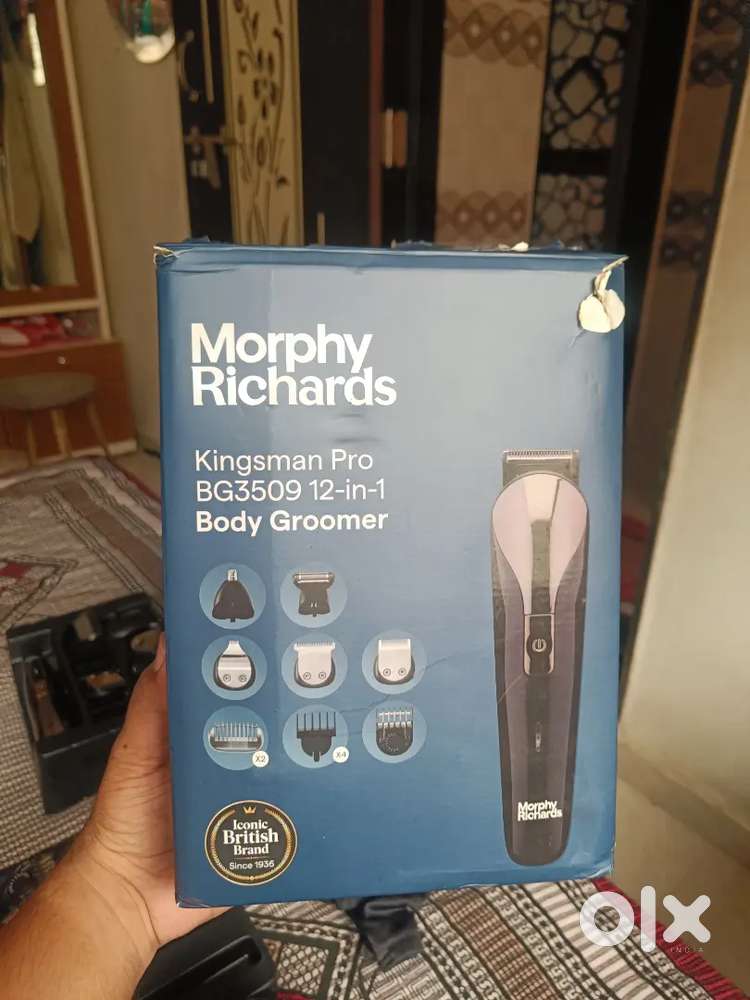 Morphy
Richards
Kingsman Pro
BG3509 12-in-1
Body Groomer
X2
X4
Iconic
British
Brand
Since 1936
Morphy
Richards
olx
INDIA